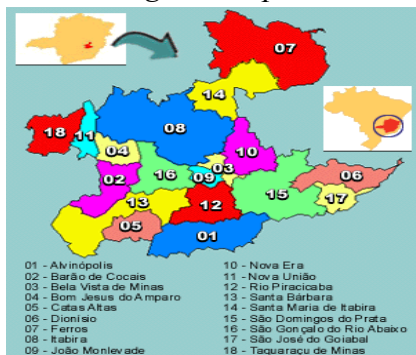 07
14
18
11
08
04
10
03
02
16
09
06
13
15
17
12
05
01
01 - Alvinópolis
02 - Barão de Cocais
03 - Bela Vista de Minas
04 - Bom Jesus do Amparo
05 - Catas Altas
06 - Dionísio
07 - Ferros
08 - Itabira
09 - João Monlevade
10 - Nova Era
11 - Nova União
12 - Rio Piracicaba
13 - Santa Bárbara
14 - Santa Maria de Itabira
15 - São Domingos do Prata
16 - São Gonçalo do Rio Abaixo
17 - São José do Goiabal
18 - Taquaraçu de Minas